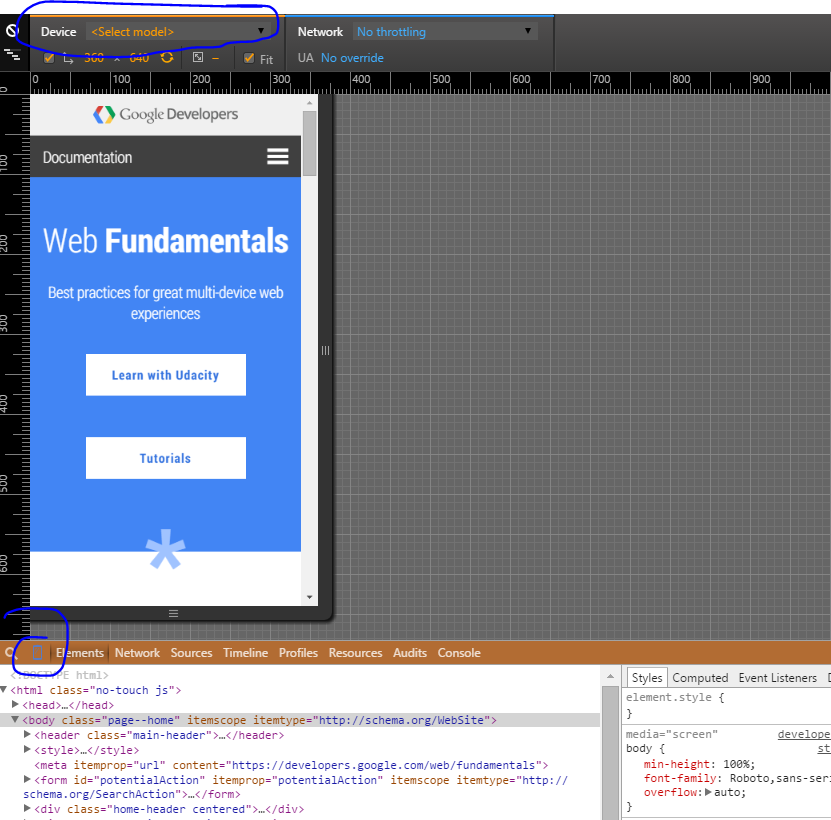 Device <Select model> Network No throttling
360 × 640 – Fit UA No override
0 100 200 300 400 500 600 700 800 900
0
100
200
300
400
500
600
Google Developers
Documentation
Web Fundamentals
Best practices for great multi-device web
experiences
Learn with Udacity
Tutorials
*
Elements Network Sources Timeline Profiles Resources Audits Console
<!DOCTYPE html>
<html class="no-touch js">
<head>…</head>
<body class="page--home" itemscope itemtype="http://schema.org/WebSite">
<header class="main-header">…</header>
<style>…</style>
<meta itemprop="url" content="https://developers.google.com/web/fundamentals">
<form id="potentialAction" itemprop="potentialAction" itemscope itemtype="http://
schema.org/SearchAction">…</form>
<div class="home-header centered">…</div>
Styles Computed Event Listeners D
element.style {
}
media="screen" develope
body { st
min-height: 100%;
font-family: Roboto,sans-seri
overflow: auto;
}